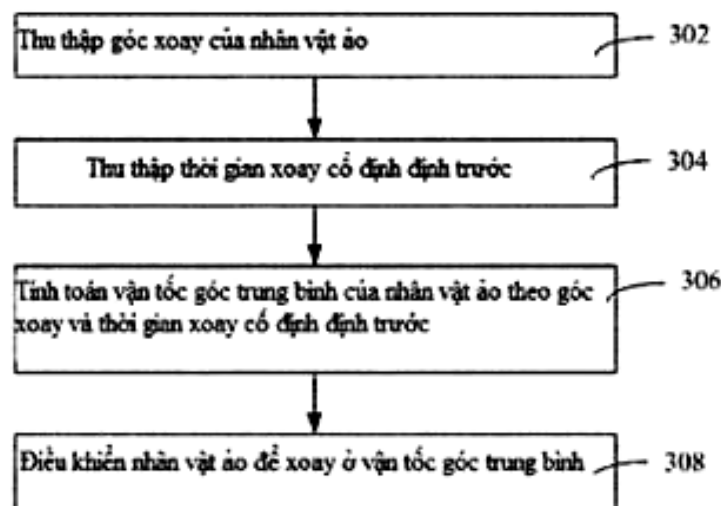 Thu thập góc xoay của nhân vật ảo
302
Thu thập thời gian xoay cố định định trước
304
Tính toán vận tốc góc trung bình của nhân vật ảo theo góc
xoay và thời gian xoay cố định định trước
306
Điều khiển nhân vật ảo để xoay ở vận tốc góc trung bình
308